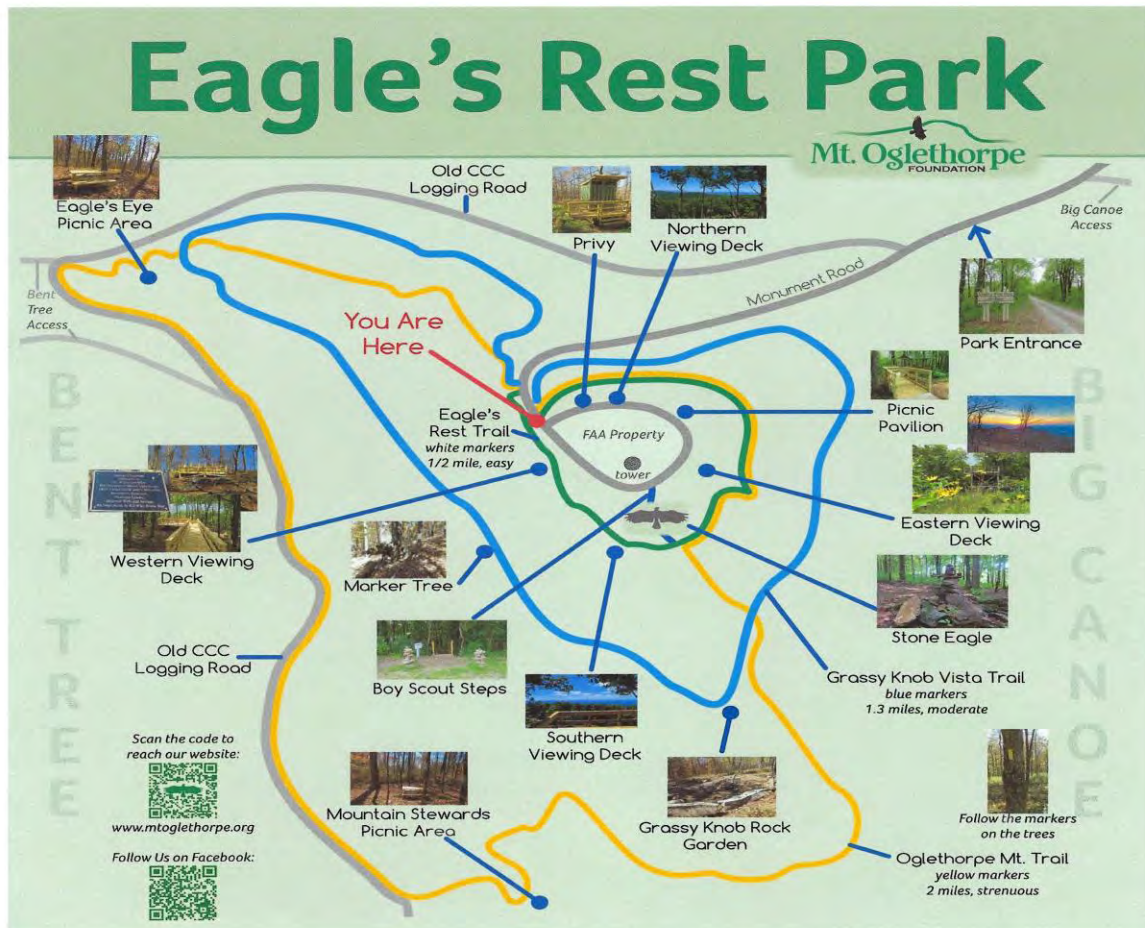 Eagle's Rest Park
Mt. Oglethorpe
FOUNDATION
Eagle's Eye
Picnic Area
Old CCC
Logging Road
Privy
Northern
Viewing Deck
Big Canoe
Access
Monument Road
Park Entrance
Bent
Tree
Access
You Are
Here
Eagle's
Rest Trail
white markers
1/2 mile, easy
FAA Property
tower
Picnic
Pavilion
Eastern Viewing
Deck
Western Viewing
Deck
Marker Tree
Stone Eagle
Boy Scout Steps
Old CCC
Logging Road
Southern
Viewing Deck
Grassy Knob Vista Trail
blue markers
1.3 miles, moderate
BENT TREE
BIG CANOE
Scan the code to
reach our website:
www.mtoglethorpe.org
Follow Us on Facebook:
Mountain Stewards
Picnic Area
Grassy Knob Rock
Garden
Follow the markers
on the trees
Oglethorpe Mt. Trail
yellow markers
2 miles, strenuous